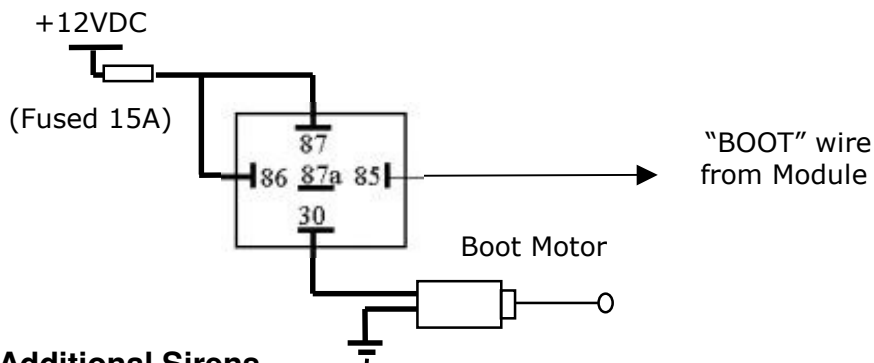 +12VDC
(Fused 15A)
87
86 87a 85
30
“BOOT” wire
from Module
Boot Motor
Additional Sirens